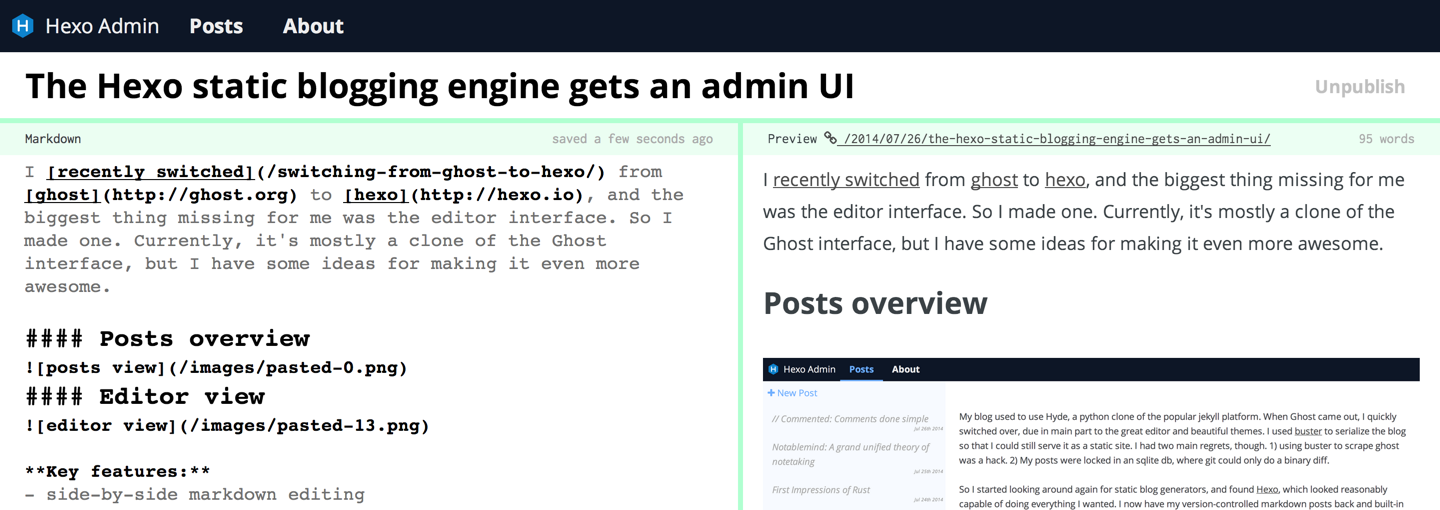 Hexo Admin Posts About
The Hexo static blogging engine gets an admin UI
Unpublish
Markdown
saved a few seconds ago
I [recently switched](/switching-from-ghost-to-hexo/) from
[ghost](http://ghost.org) to [hexo](http://hexo.io), and the
biggest thing missing for me was the editor interface. So I
made one. Currently, it's mostly a clone of the Ghost
interface, but I have some ideas for making it even more
awesome.
#### Posts overview
![posts view](/images/pasted-0.png)
#### Editor view
![editor view](/images/pasted-13.png)
**Key features:**
- side-by-side markdown editing
Preview /2014/07/26/the-hexo-static-blogging-engine-gets-an-admin-ui/
95 words
I recently switched from ghost to hexo, and the biggest thing missing for me
was the editor interface. So I made one. Currently, it's mostly a clone of the
Ghost interface, but I have some ideas for making it even more awesome.
Posts overview
Hexo Admin Posts About
+ New Post
// Commented: Comments done simple
Jul 26th 2014
Notablemind: A grand unified theory of
notetaking
Jul 25th 2014
First Impressions of Rust
Jul 24th 2014
My blog used to use Hyde, a python clone of the popular jekyll platform. When Ghost came out, I quickly
switched over, due in main part to the great editor and beautiful themes. I used buster to serialize the blog
so that I could still serve it as a static site. I had two main regrets, though. 1) using buster to scrape ghost
was a hack. 2) My posts were locked in an sqlite db, where git could only do a binary diff.
So I started looking around again for static blog generators, and found Hexo, which looked reasonably
capable of doing everything I wanted. I now have my version-controlled markdown posts back and built-in